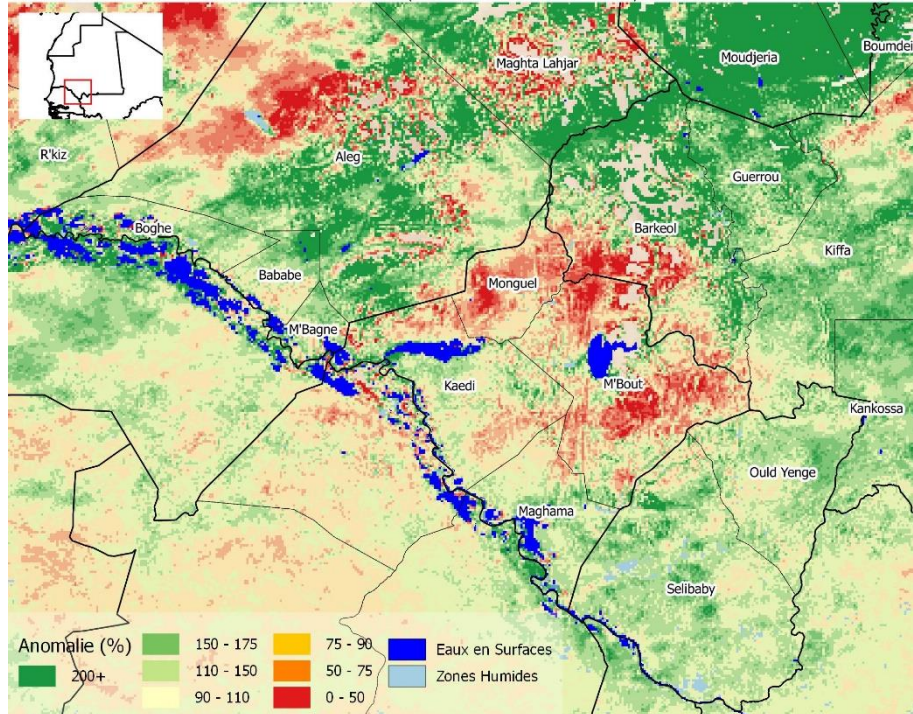 Maghta Lahjar
Moudjeria
Boumdei
R'kiz
Aleg
Guerrou
Boghe
Barkeol
Kiffa
Bababe
Monguel
M'Bagne
Kaedi
M'Bout
Kankossa
Ould Yenge
Maghama
Selibaby
Anomalie (%)
200+
150 - 175
110 - 150
90 - 110
75 - 90
50 - 75
0 - 50
Eaux en Surfaces
Zones Humides